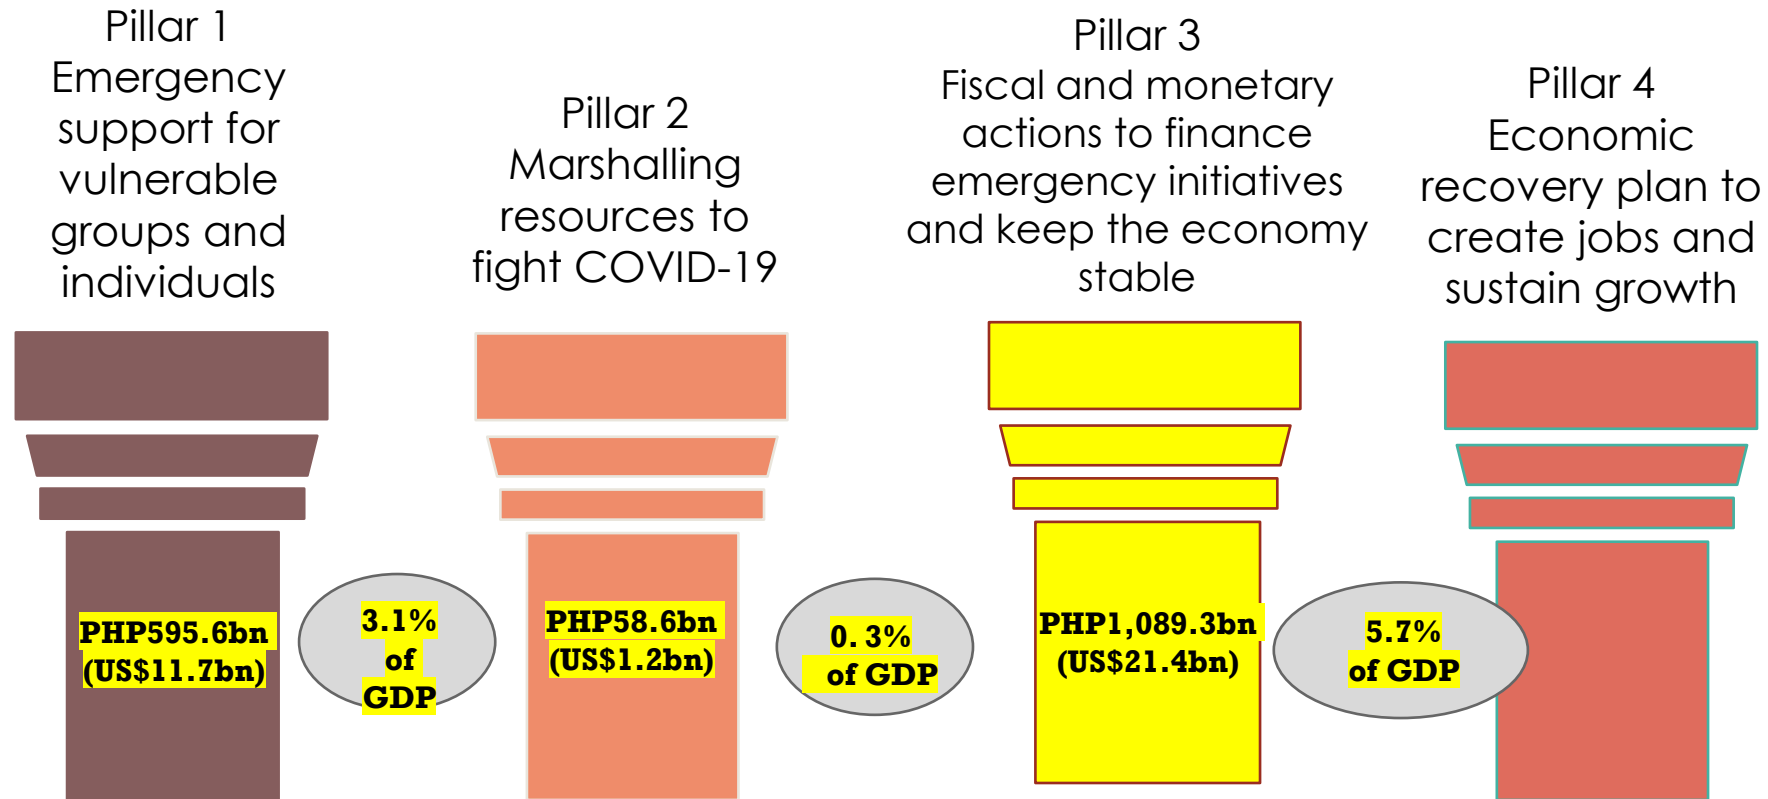 Pillar 1
Emergency
support for
vulnerable
groups and
individuals
Pillar 2
Marshalling
resources to
fight COVID-19
Pillar 3
Fiscal and monetary
actions to finance
emergency initiatives
and keep the economy
stable
Pillar 4
Economic
recovery plan to
create jobs and
sustain growth
PHP595.6bn
(US$11.7bn)
3.1%
of
GDP
PHP58.6bn
(US$1.2bn)
0. 3%
of GDP
PHP1,089.3bn
(US$21.4bn)
5.7%
of GDP